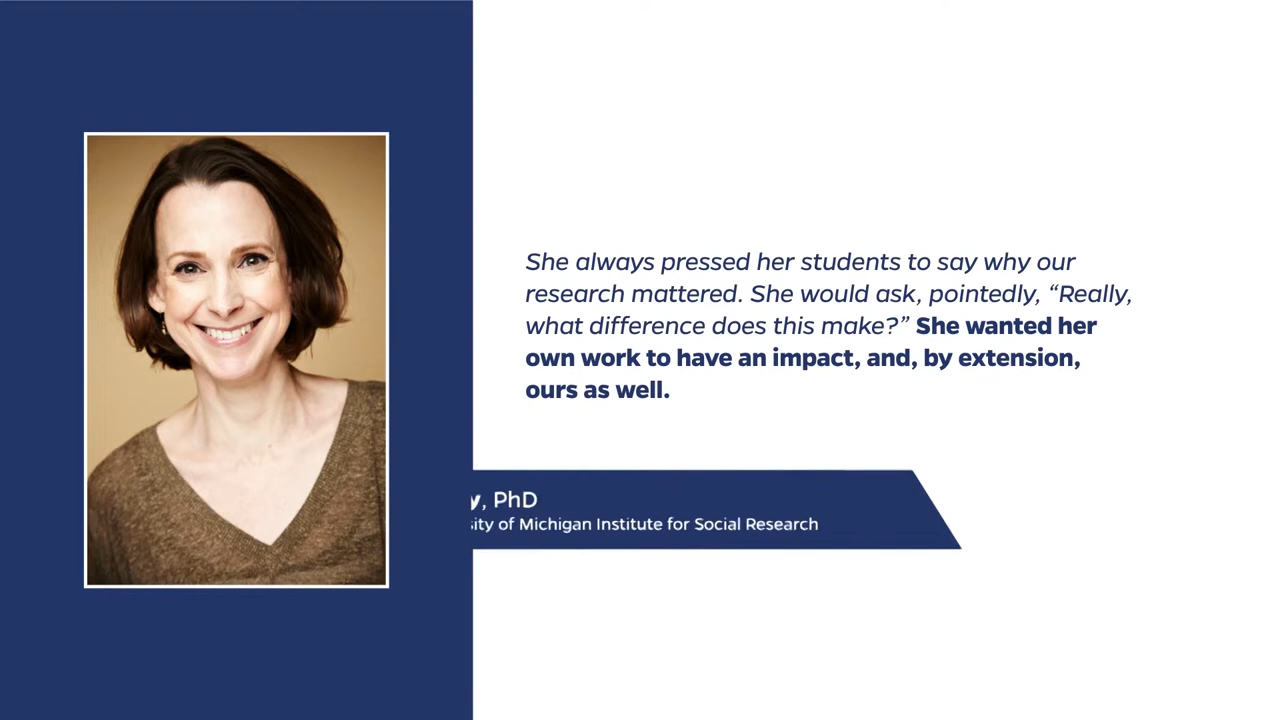 She always pressed her students to say why our
research mattered. She would ask, pointedly, “Really,
what difference does this make?” She wanted her
own work to have an impact, and, by extension,
ours as well.
y, PhD
sity of Michigan Institute for Social Research